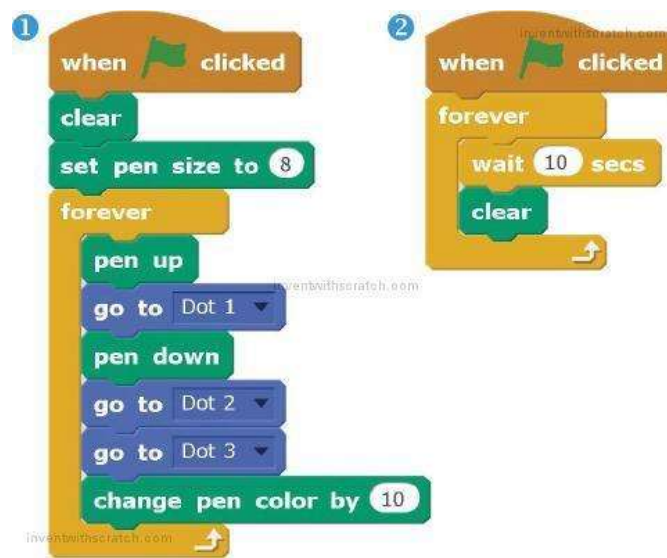 1
when clicked
clear
set pen size to 8
forever
pen up
go to Dot 1
pen down
go to Dot 2
go to Dot 3
change pen color by 10
inventwithscratch.com
2
inventwithscratch.com
when clicked
forever
wait 10 secs
clear
inventwithscratch.com